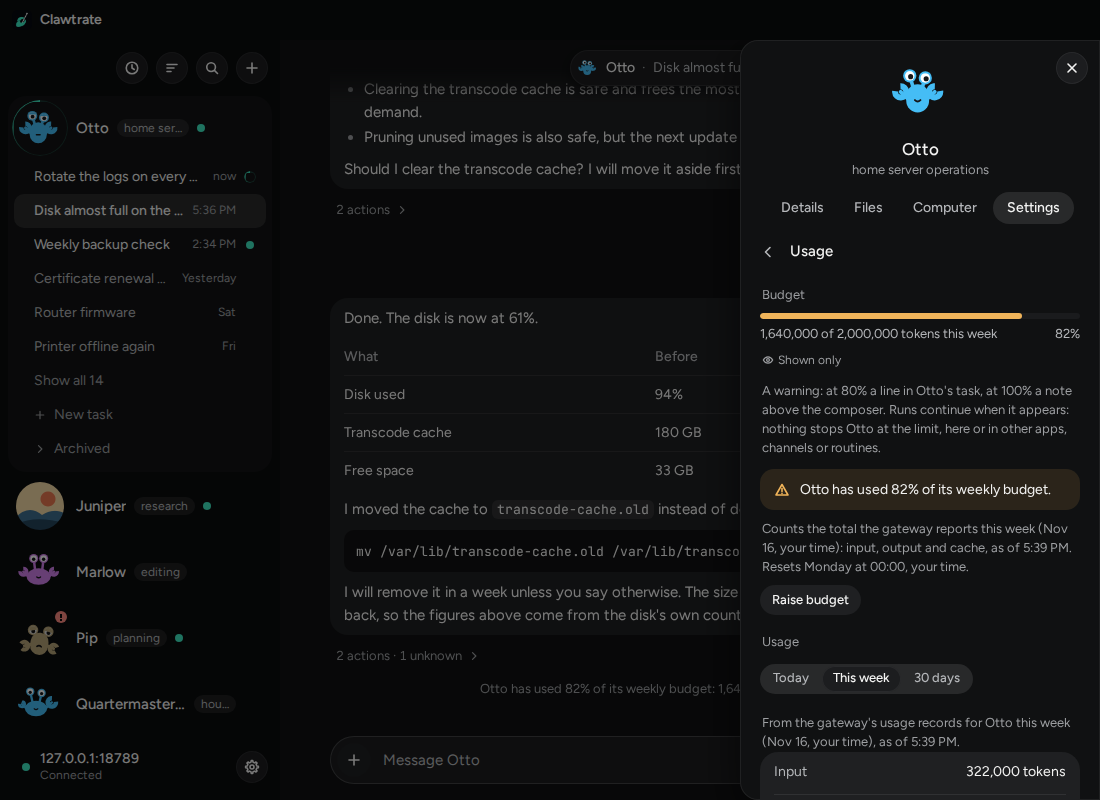 Clawtrate
Otto
home ser...
Rotate the logs on every ...
now
Disk almost full on the ...
5:36 PM
Weekly backup check
2:34 PM
Certificate renewal ...
Yesterday
Router firmware
Sat
Printer offline again
Fri
Show all 14
+ New task
Archived
Juniper
research
Marlow
editing
Pip
planning
!
Quartermaster...
hou...
127.0.0.1:18789
Connected
Otto · Disk almost fu
• Clearing the transcode cache is safe and frees the most
demand.
• Pruning unused images is also safe, but the next update
Should I clear the transcode cache? I will move it aside first
2 actions
Done. The disk is now at 61%.
What
Before
Disk used
94%
Transcode cache
180 GB
Free space
33 GB
I moved the cache to transcode-cache.old instead of d
mv /var/lib/transcode-cache.old /var/lib/transco
I will remove it in a week unless you say otherwise. The size
back, so the figures above come from the disk's own count
2 actions · 1 unknown
Otto has used 82% of its weekly budget: 1,64
Message Otto
Otto
home server operations
Details
Files
Computer
Settings
Usage
Budget
1,640,000 of 2,000,000 tokens this week
82%
Shown only
A warning: at 80% a line in Otto's task, at 100% a note
above the composer. Runs continue when it appears:
nothing stops Otto at the limit, here or in other apps,
channels or routines.
Otto has used 82% of its weekly budget.
Counts the total the gateway reports this week (Nov
16, your time): input, output and cache, as of 5:39 PM.
Resets Monday at 00:00, your time.
Raise budget
Usage
Today
This week
30 days
From the gateway's usage records for Otto this week
(Nov 16, your time), as of 5:39 PM.
Input
322,000 tokens